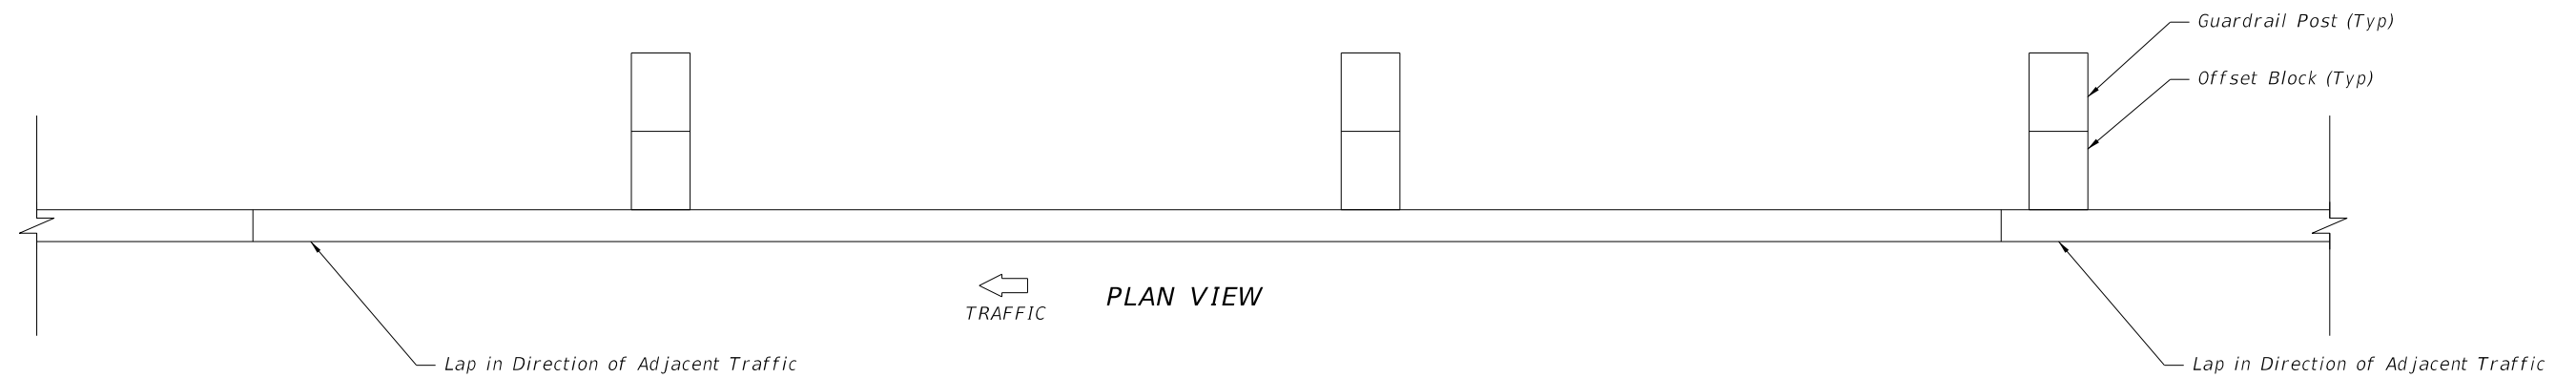 Guardrail Post (Typ)
Offset Block (Typ)
TRAFFIC
PLAN VIEW
Lap in Direction of Adjacent Traffic
Lap in Direction of Adjacent Traffic